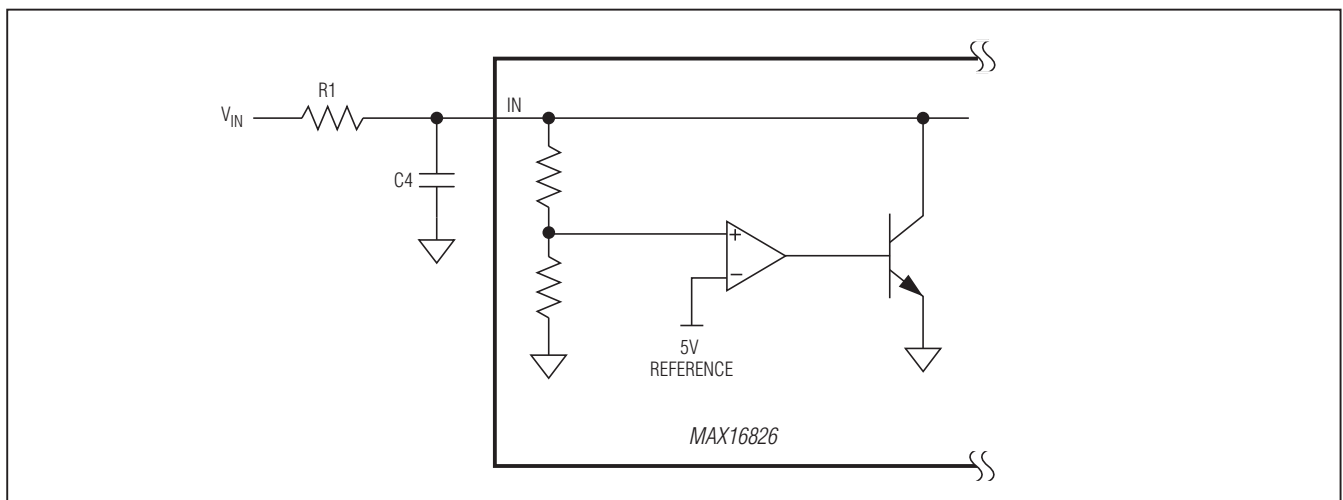 R1
V_IN
IN
C4
+
−
5V
REFERENCE
MAX16826